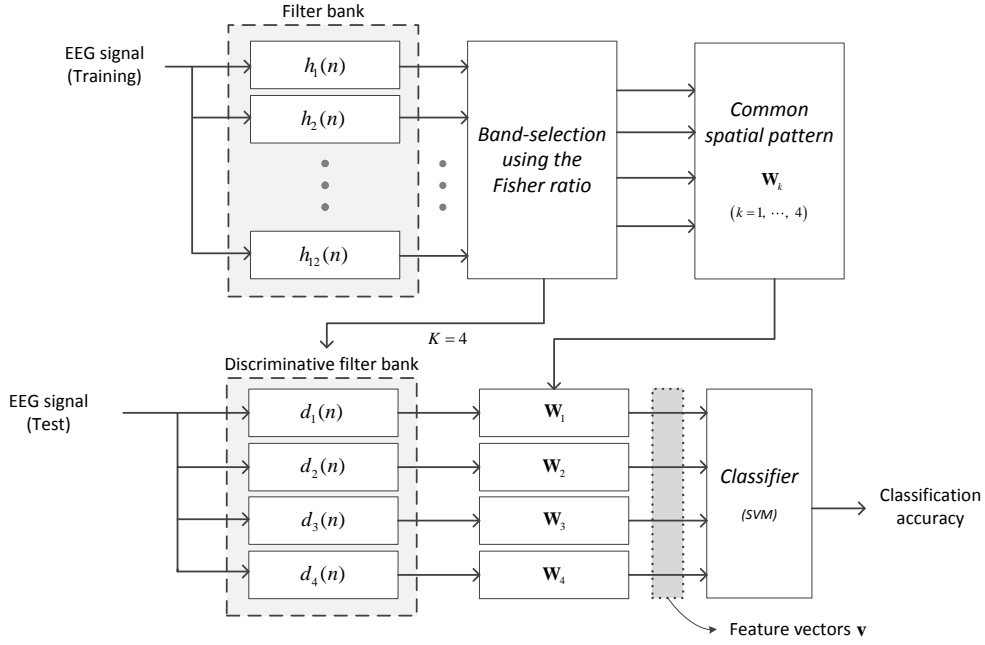 Filter bank
EEG signal
(Training)
h₁(n)
h₂(n)
h₁₂(n)
Band-selection
using the
Fisher ratio
Common
spatial pattern
Wₖ
(k=1, ⋯, 4)
K = 4
Discriminative filter bank
EEG signal
(Test)
d₁(n)
d₂(n)
d₃(n)
d₄(n)
W₁
W₂
W₃
W₄
Classifier
(SVM)
Classification
accuracy
Feature vectors v